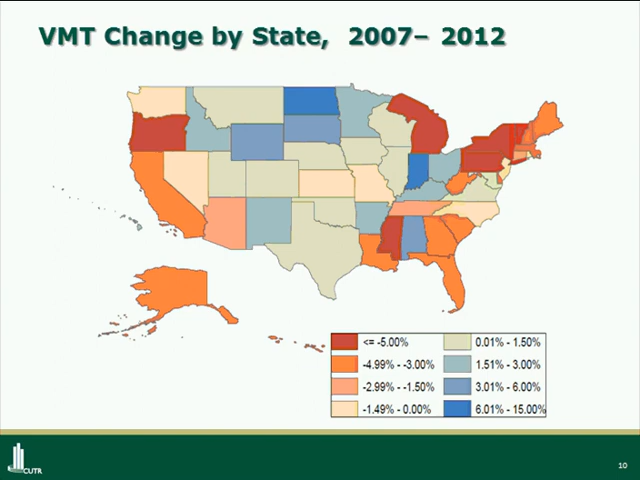 VMT Change by State, 2007– 2012
<= -5.00%
-4.99% - -3.00%
-2.99% - -1.50%
-1.49% - 0.00%
0.01% - 1.50%
1.51% - 3.00%
3.01% - 6.00%
6.01% - 15.00%
CUTR
10